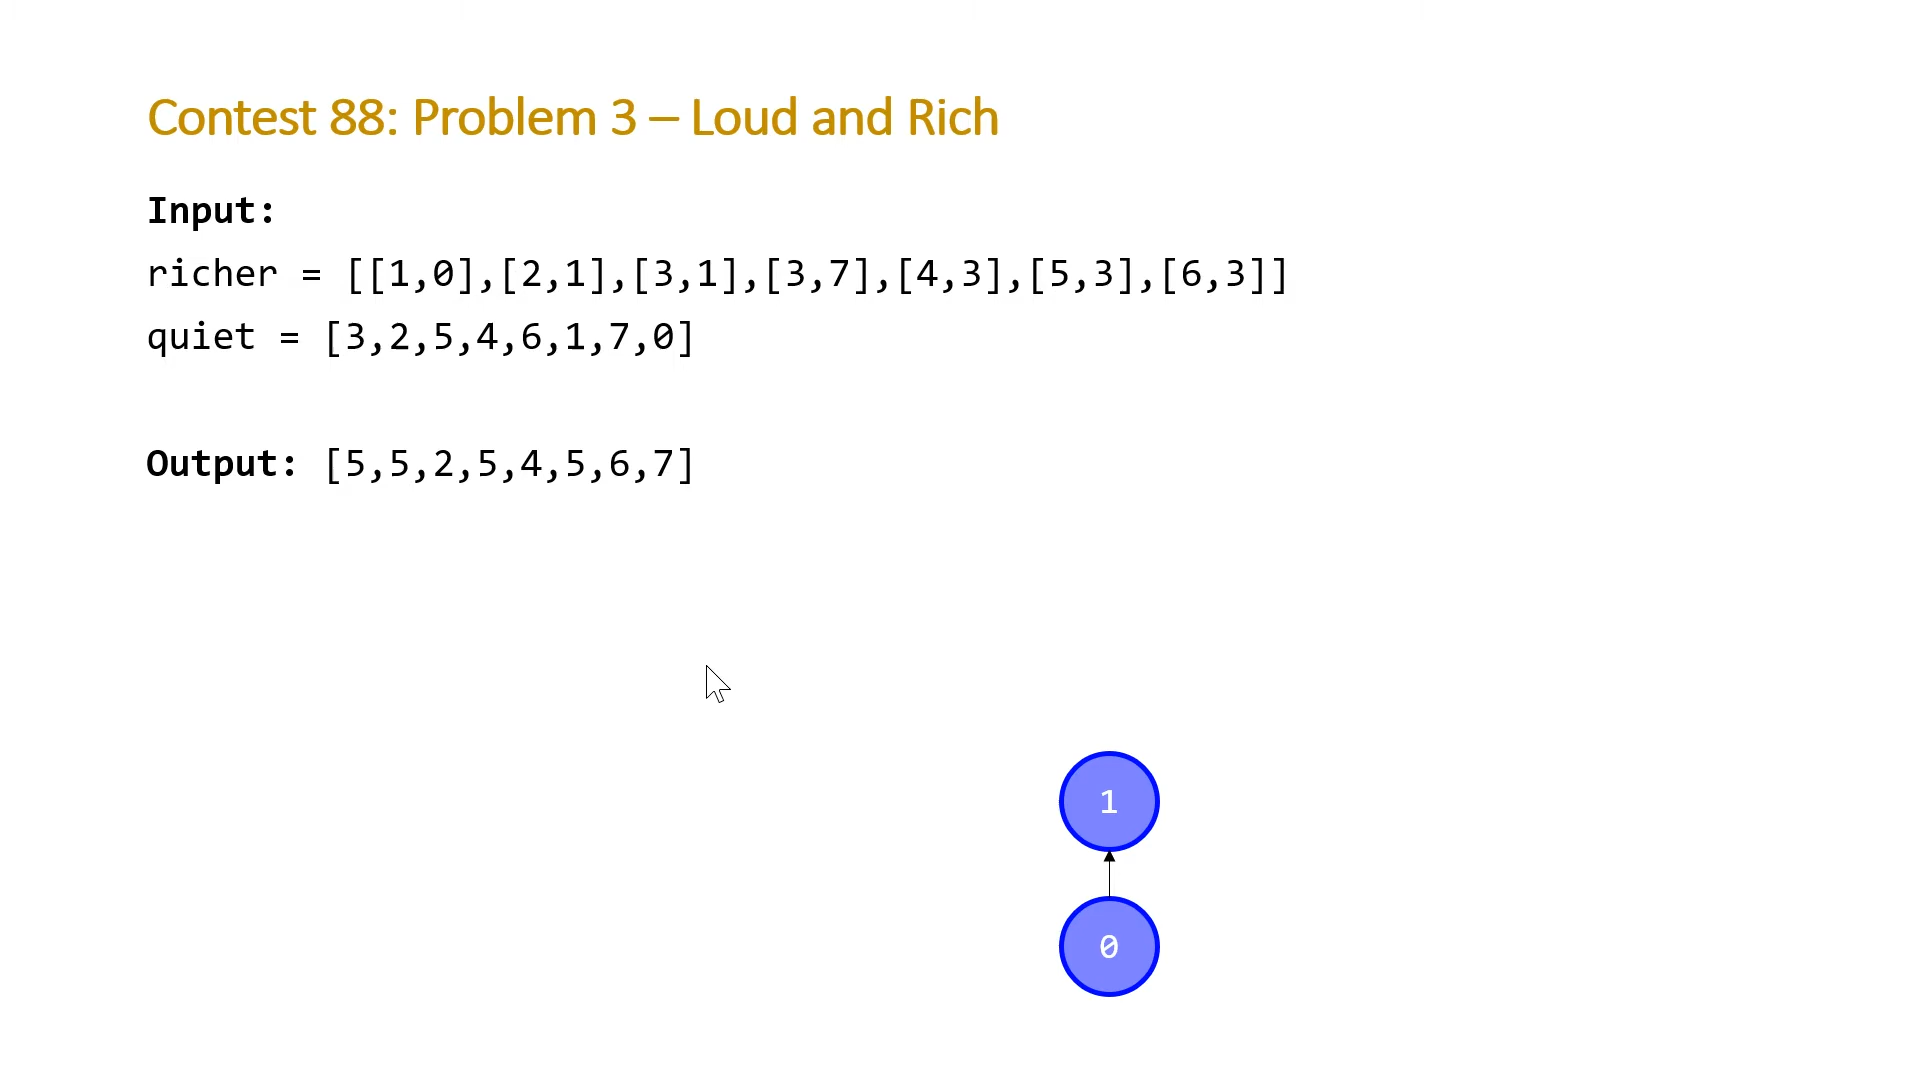 Contest 88: Problem 3 – Loud and Rich
Input:
richer = [[1,0],[2,1],[3,1],[3,7],[4,3],[5,3],[6,3]]
quiet = [3,2,5,4,6,1,7,0]
Output: [5,5,2,5,4,5,6,7]
1
0